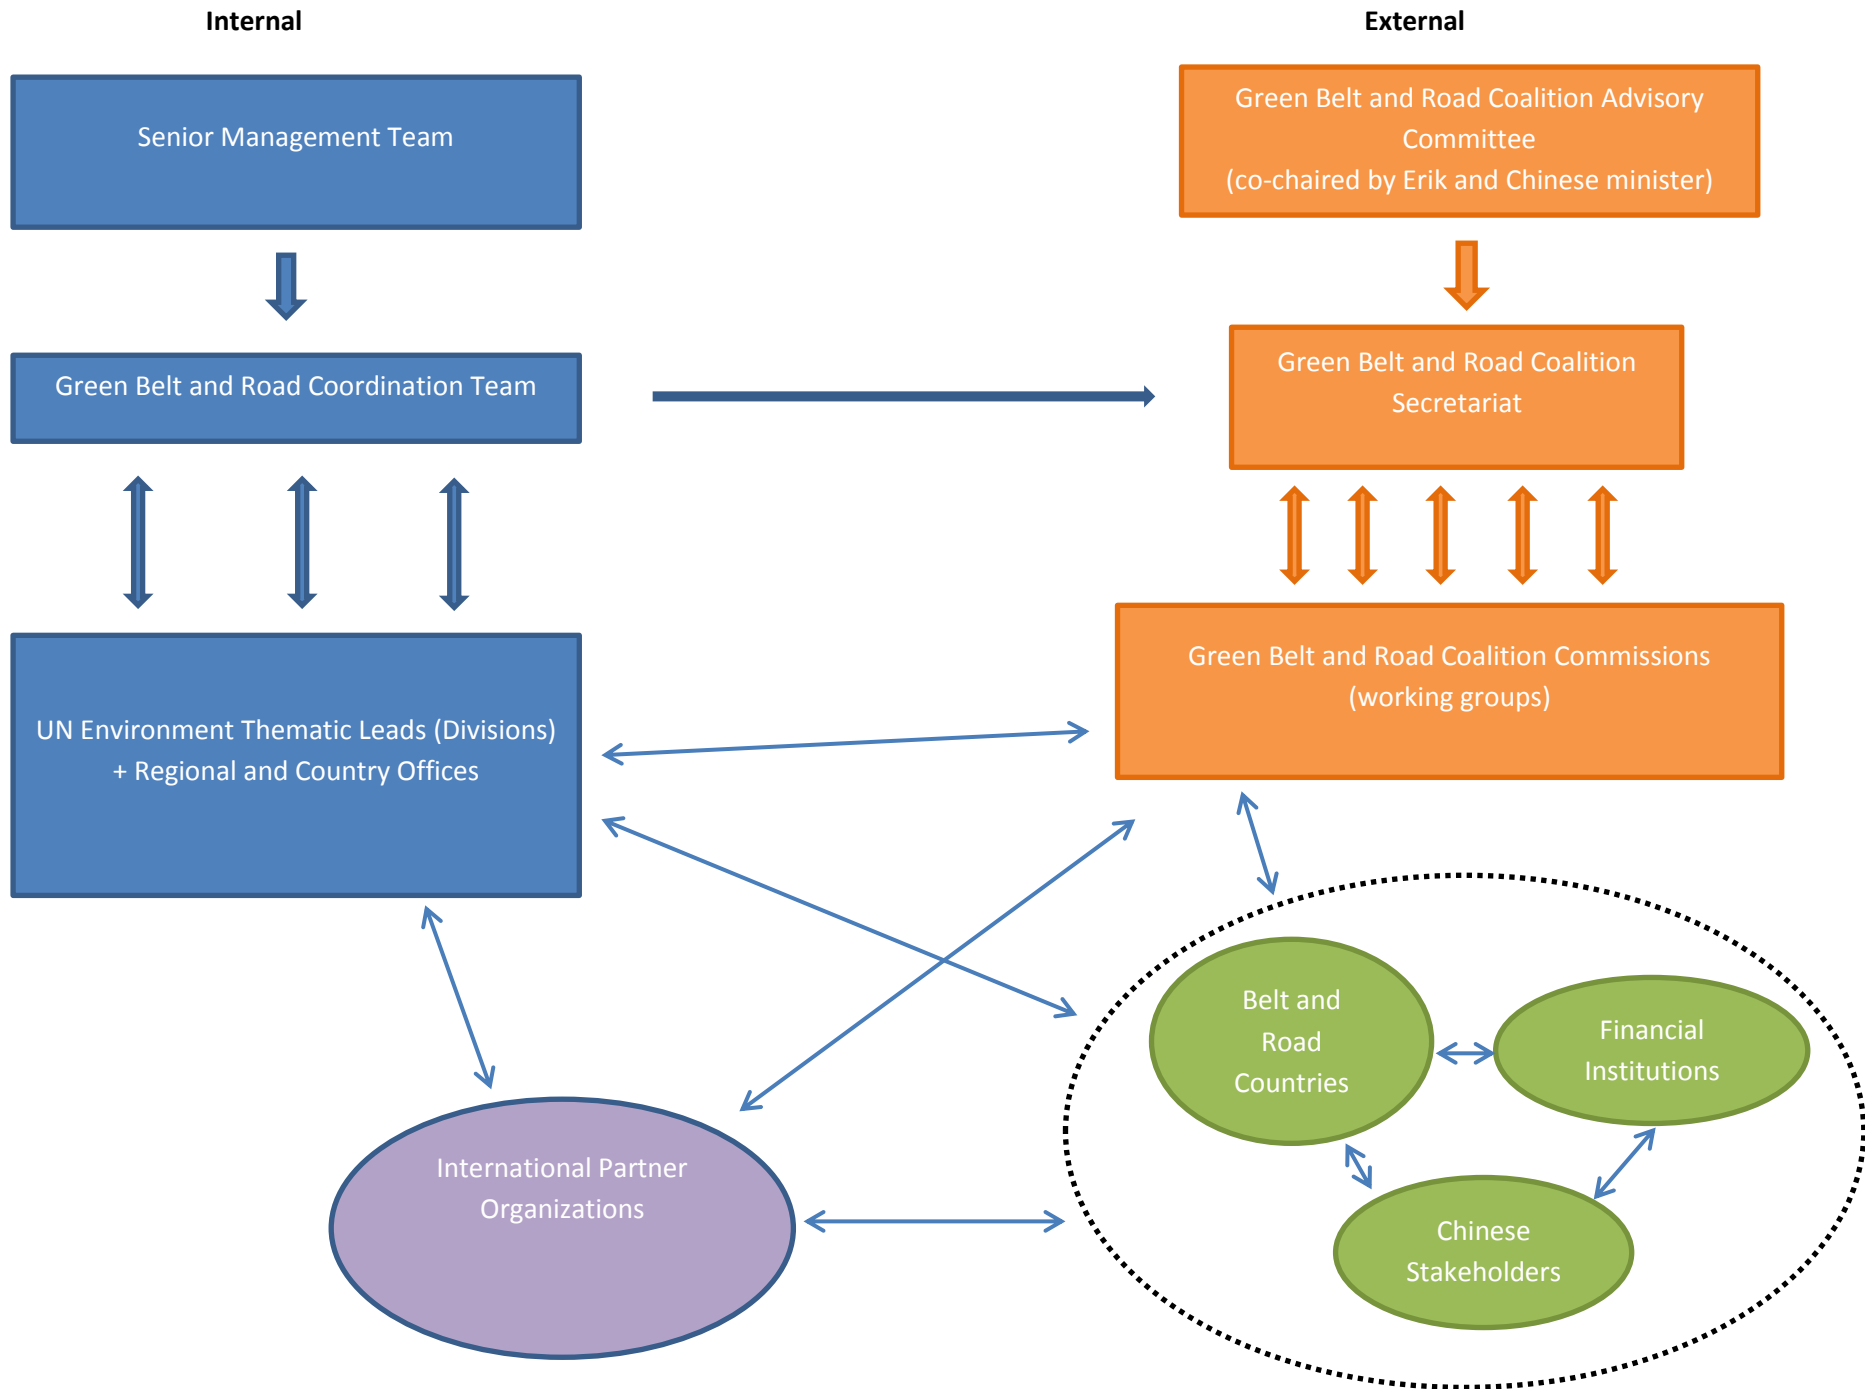 Internal
External
Senior Management Team
Green Belt and Road Coalition Advisory
Committee
(co-chaired by Erik and Chinese minister)
Green Belt and Road Coordination Team
Green Belt and Road Coalition
Secretariat
UN Environment Thematic Leads (Divisions)
+ Regional and Country Offices
Green Belt and Road Coalition Commissions
(working groups)
Belt and
Road
Countries
Financial
Institutions
International Partner
Organizations
Chinese
Stakeholders